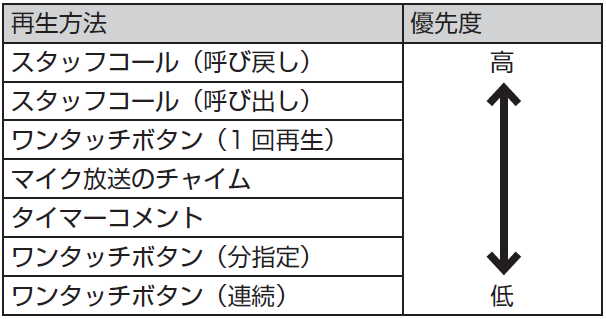 再生方法 優先度
スタッフコール（呼び戻し） 高
スタッフコール（呼び出し）
ワンタッチボタン（1回再生）
マイク放送のチャイム
タイマーコメント
ワンタッチボタン（分指定）
ワンタッチボタン（連続） 低